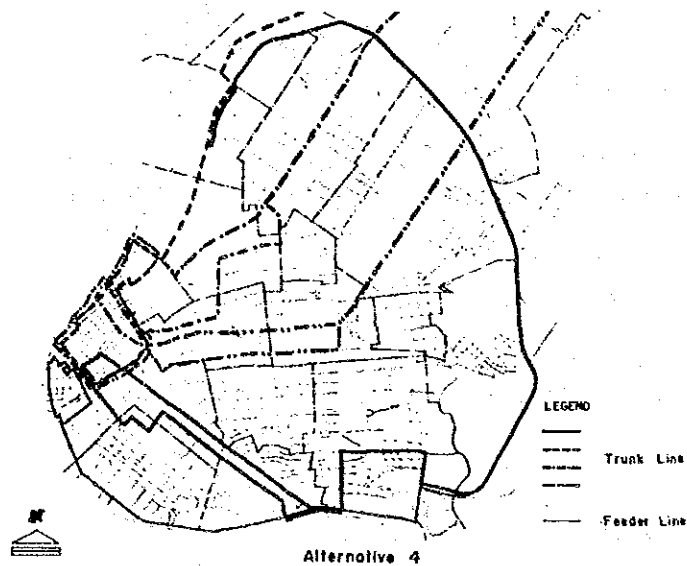 LEGEND
Trunk Line
Feeder Line
N
Alternative 4